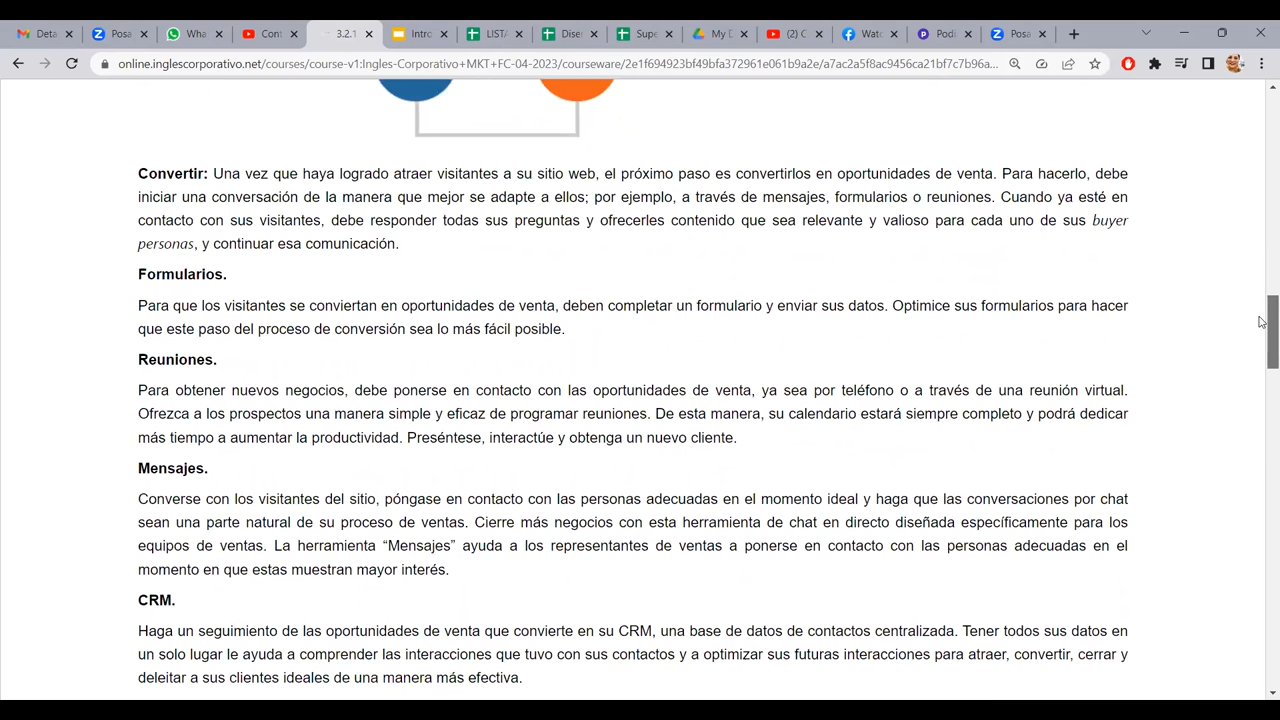 Deta
Posa
Wha
Cont
3.2.1
Intro
LISTA
Diser
Supe
My D
(2) C
Watc
Podi
Posa
online.inglescorporativo.net/courses/course-v1:Ingles-Corporativo+MKT+FC-04-2023/courseware/2e1f694923bf49bfa372961e061b9a2e/a7ac2a5f8ac9456ca21bf7c7b96a...
Convertir: Una vez que haya logrado atraer visitantes a su sitio web, el próximo paso es convertirlos en oportunidades de venta. Para hacerlo, debe
iniciar una conversación de la manera que mejor se adapte a ellos; por ejemplo, a través de mensajes, formularios o reuniones. Cuando ya esté en
contacto con sus visitantes, debe responder todas sus preguntas y ofrecerles contenido que sea relevante y valioso para cada uno de sus buyer
personas, y continuar esa comunicación.
Formularios.
Para que los visitantes se conviertan en oportunidades de venta, deben completar un formulario y enviar sus datos. Optimice sus formularios para hacer
que este paso del proceso de conversión sea lo más fácil posible.
Reuniones.
Para obtener nuevos negocios, debe ponerse en contacto con las oportunidades de venta, ya sea por teléfono o a través de una reunión virtual.
Ofrezca a los prospectos una manera simple y eficaz de programar reuniones. De esta manera, su calendario estará siempre completo y podrá dedicar
más tiempo a aumentar la productividad. Preséntese, interactúe y obtenga un nuevo cliente.
Mensajes.
Converse con los visitantes del sitio, póngase en contacto con las personas adecuadas en el momento ideal y haga que las conversaciones por chat
sean una parte natural de su proceso de ventas. Cierre más negocios con esta herramienta de chat en directo diseñada específicamente para los
equipos de ventas. La herramienta “Mensajes” ayuda a los representantes de ventas a ponerse en contacto con las personas adecuadas en el
momento en que estas muestran mayor interés.
CRM.
Haga un seguimiento de las oportunidades de venta que convierte en su CRM, una base de datos de contactos centralizada. Tener todos sus datos en
un solo lugar le ayuda a comprender las interacciones que tuvo con sus contactos y a optimizar sus futuras interacciones para atraer, convertir, cerrar y
deleitar a sus clientes ideales de una manera más efectiva.